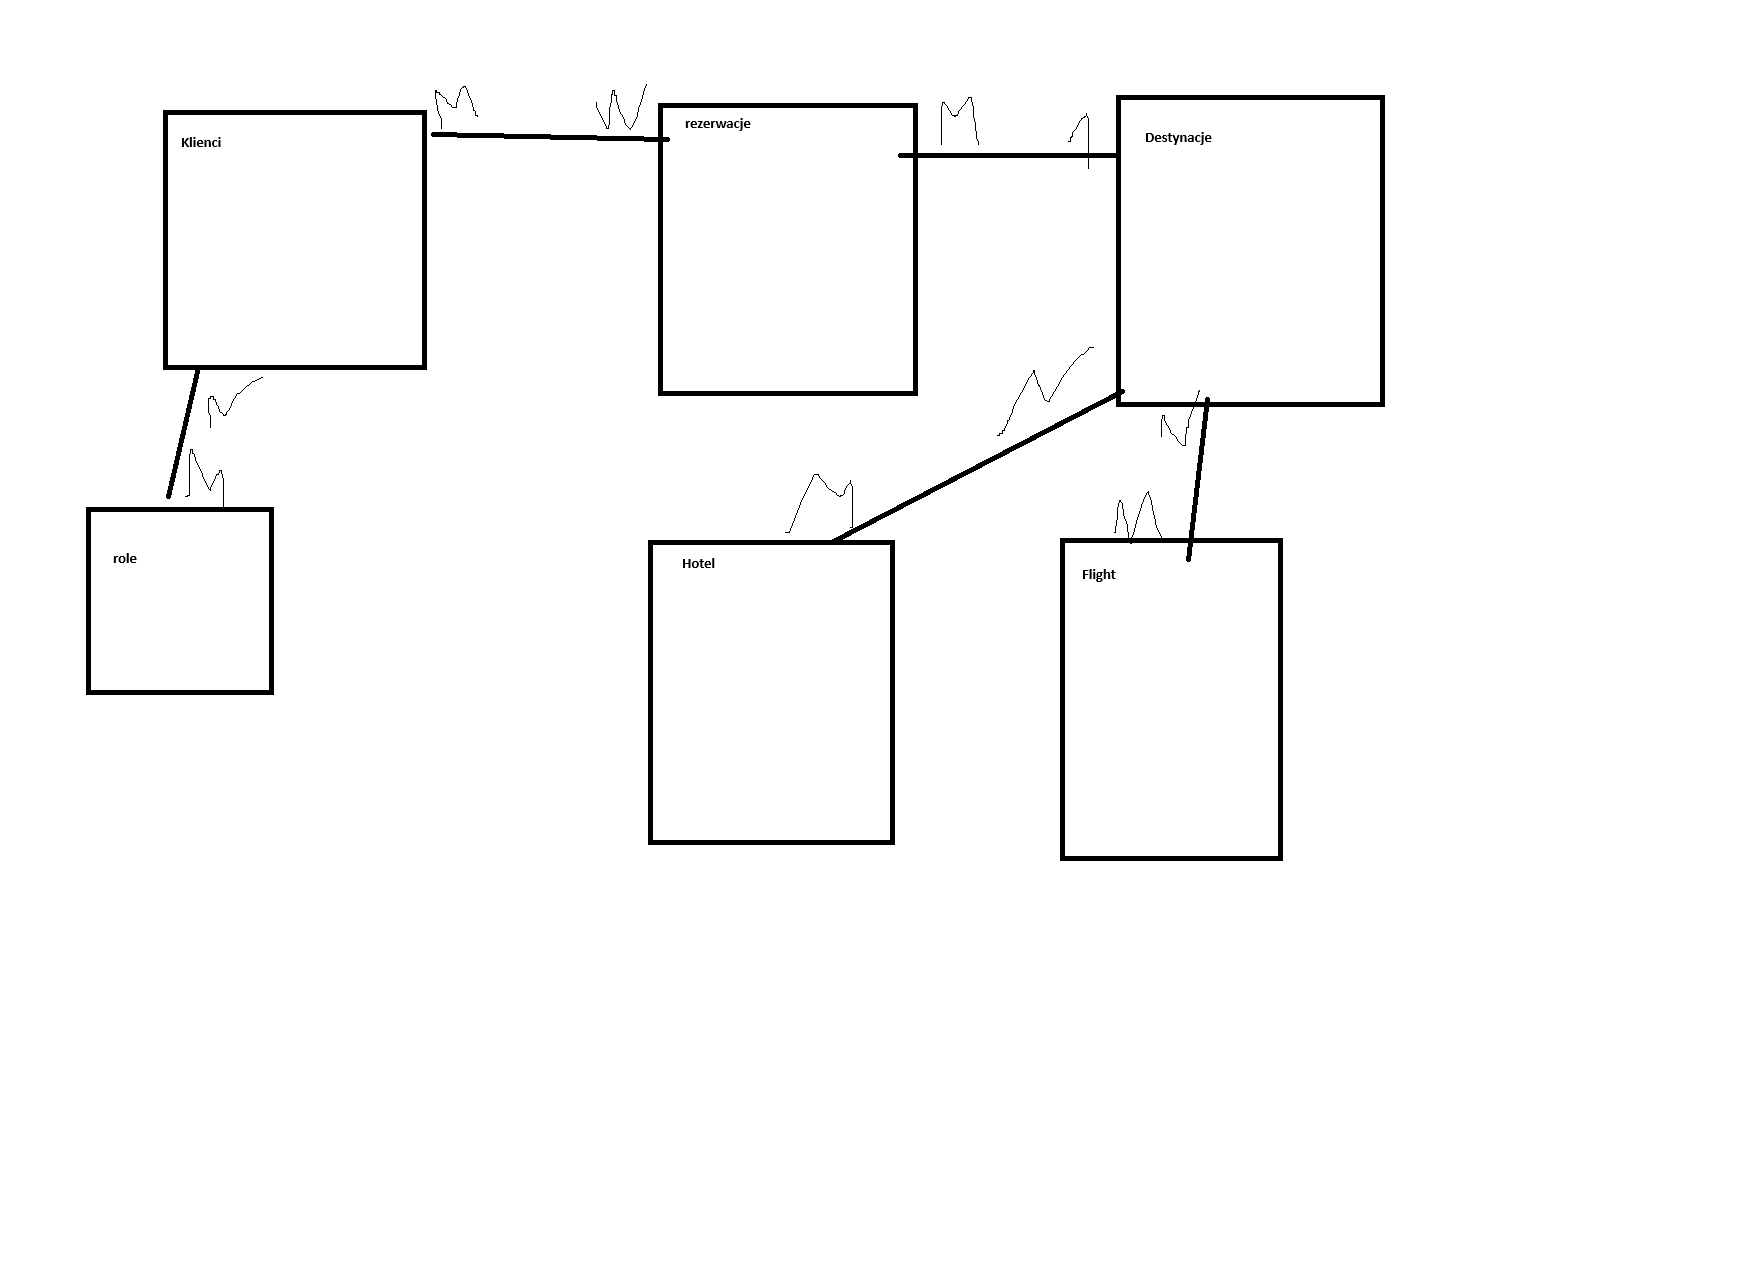 M N
M 1
Klienci
rezerwacje
Destynacje
N
M
N
N
M
M
role
Hotel
Flight